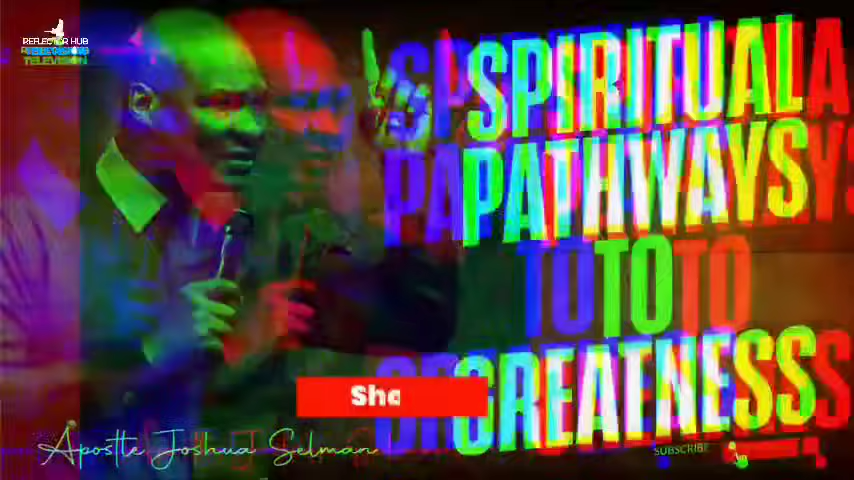 REFLECTOR HUB
TELEVISION
SPIRITUAL
PATHWAYS
TO
GREATNESS
Sha
Apostle Joshua Selman
SUBSCRIBE